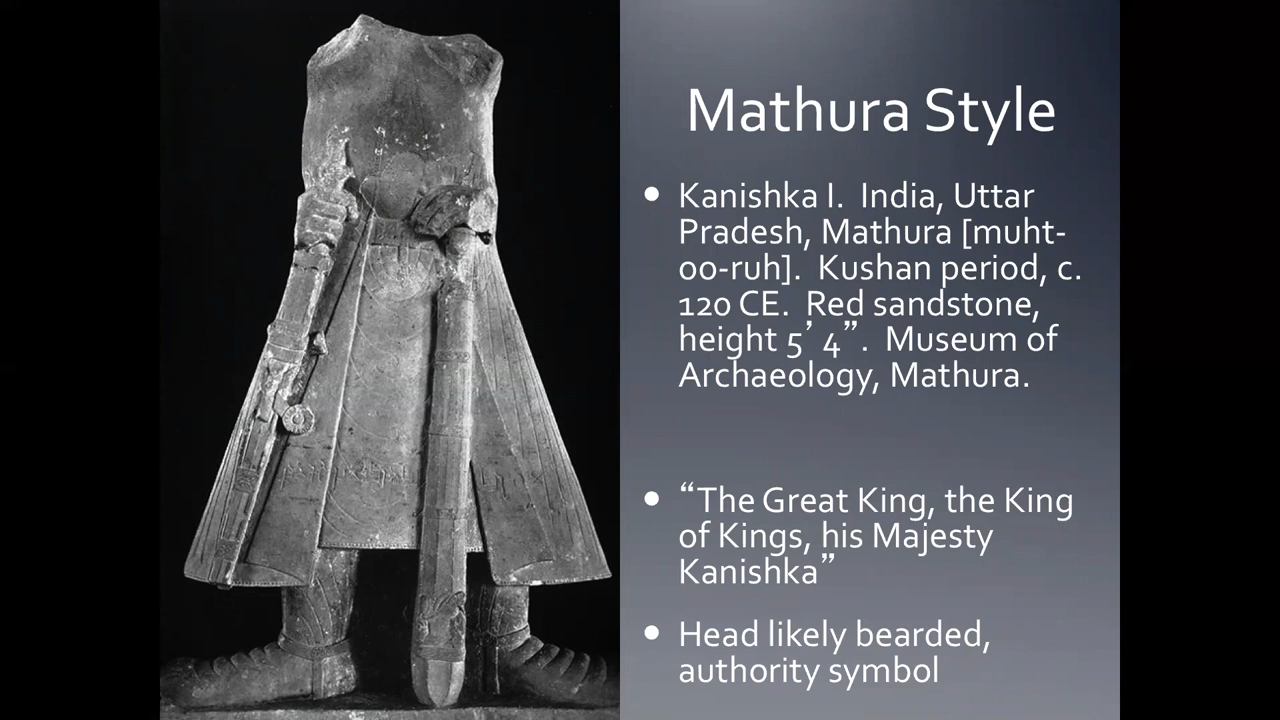 Mathura Style
• Kanishka I.  India, Uttar
Pradesh, Mathura [muht-
oo-ruh].  Kushan period, c.
120 CE.  Red sandstone,
height 5’ 4”.  Museum of
Archaeology, Mathura.
• “The Great King, the King
of Kings, his Majesty
Kanishka”
• Head likely bearded,
authority symbol